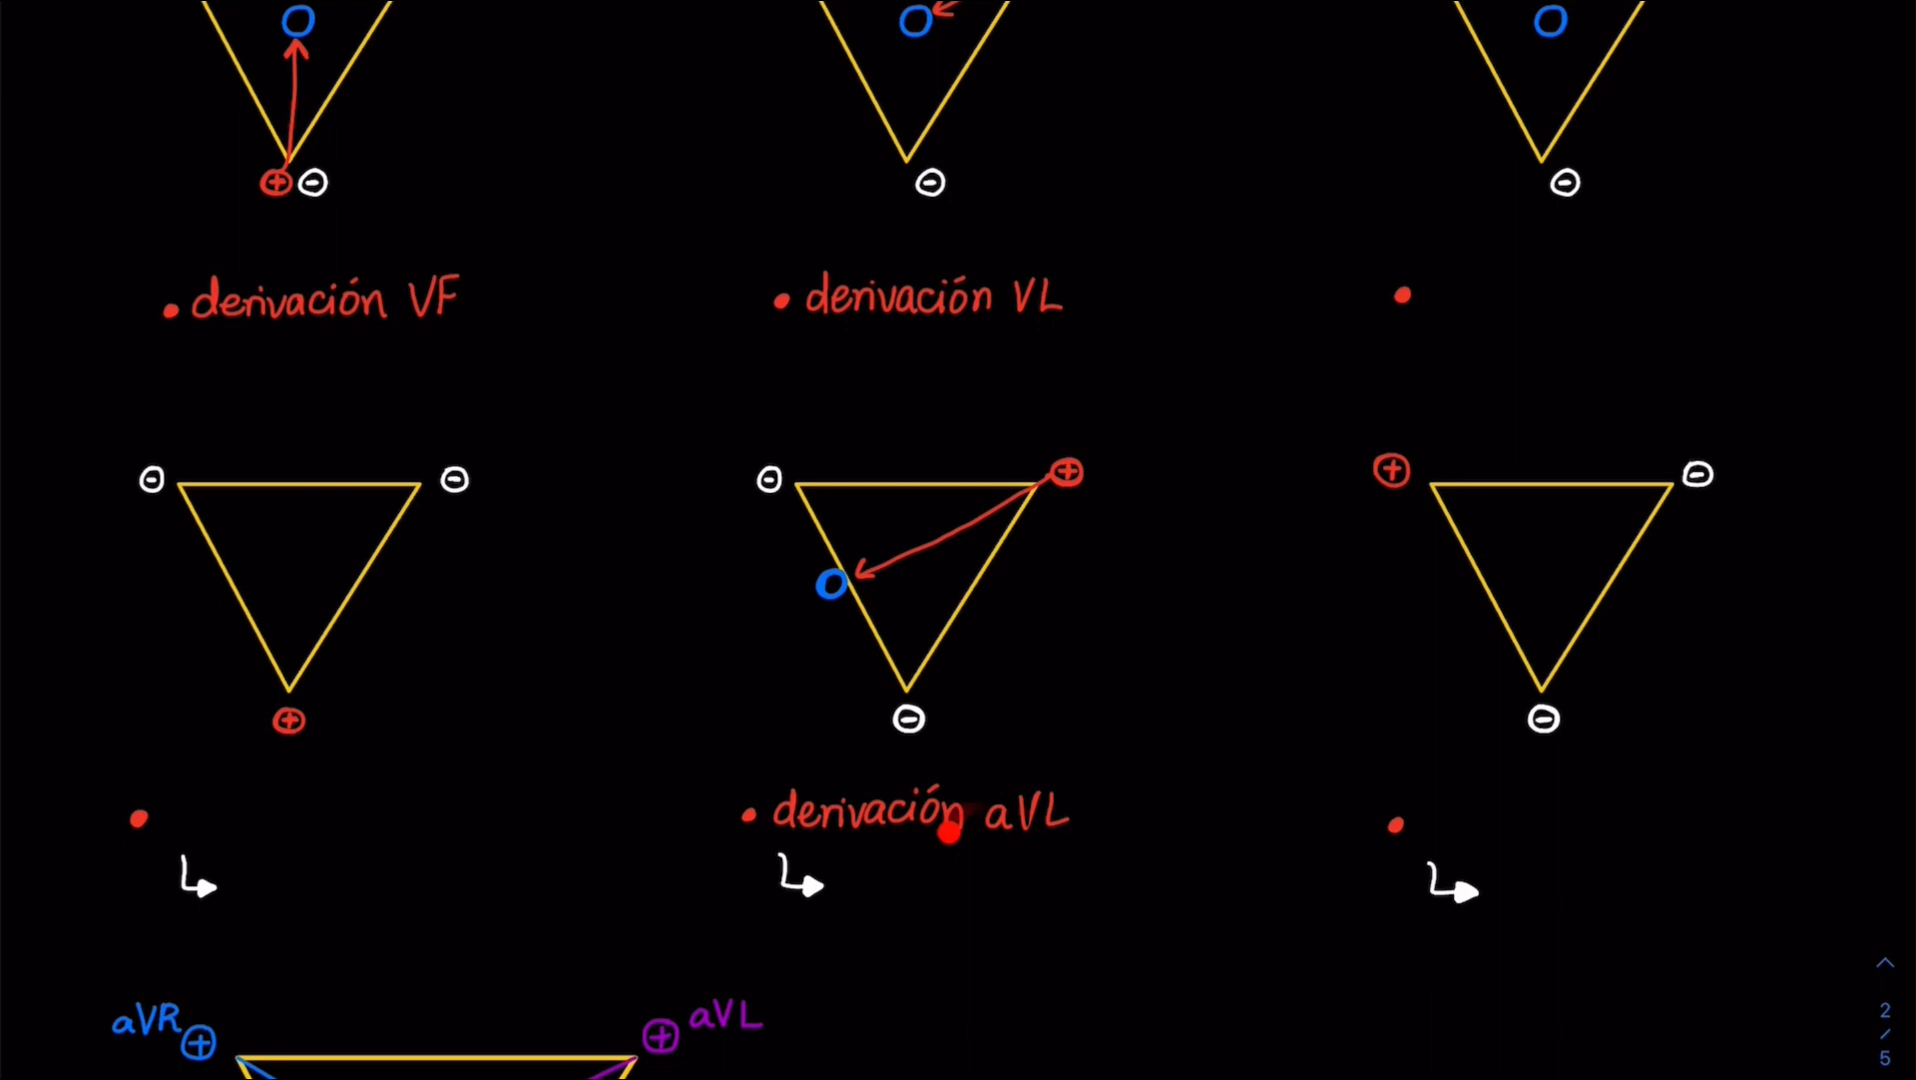 O
O
O
+ -
-
-
• derivación VF
• derivación VL
•
- -
- +
+ -
O
+
-
-
•
• derivación aVL
•
aVR +
+ aVL
2
/
5